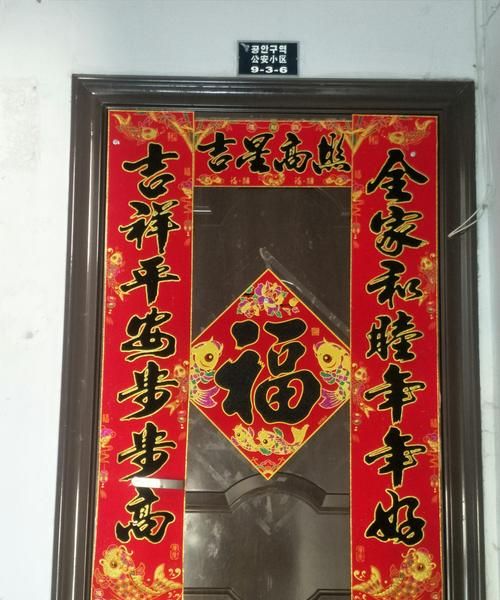 공안구역
公安小区
9-3-6
吉星高照
全家和睦年年好
吉祥平安步步高
福